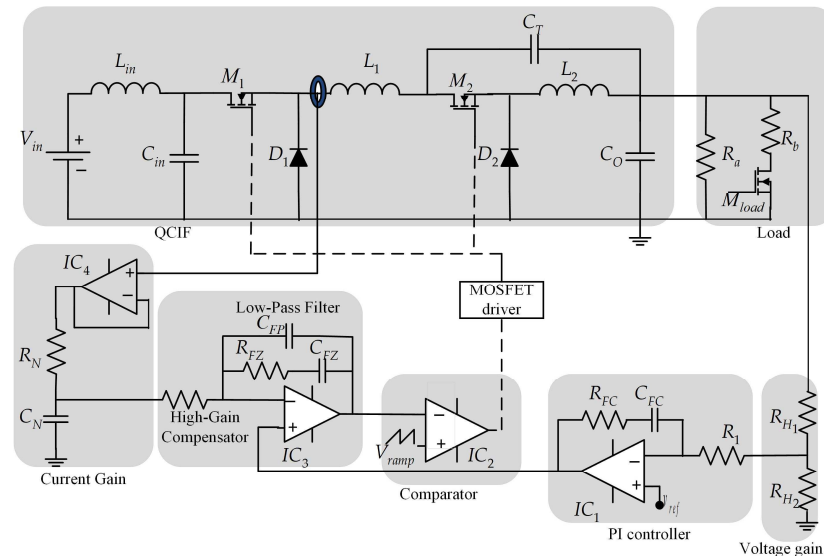 C_T
L_in
M_1
L_1
M_2
L_2
V_in
+
−
C_in
D_1
D_2
C_O
R_a
R_b
M_load
QCIF
Load
IC_4
+
−
MOSFET
driver
Low-Pass Filter
C_FP
R_FZ
C_FZ
R_N
C_N
High-Gain
Compensator
−
+
IC_3
−
+
V_ramp
IC_2
R_FC
C_FC
R_1
−
+
IC_1
R_H1
R_H2
Current Gain
Comparator
PI controller
Voltage gain